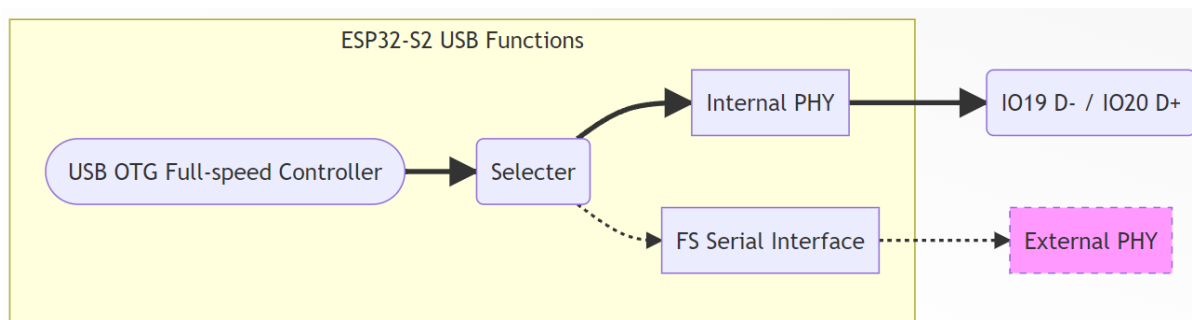 ESP32-S2 USB Functions
Internal PHY
IO19 D- / IO20 D+
USB OTG Full-speed Controller
Selecter
FS Serial Interface
External PHY